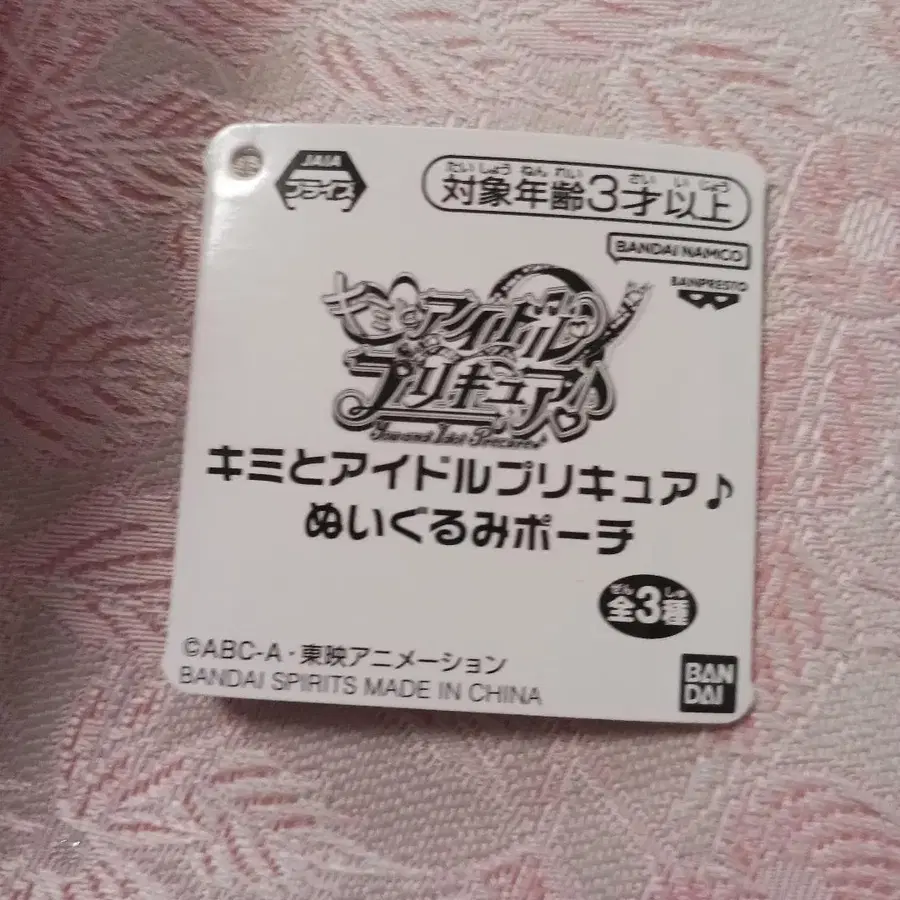 JAIA
プライズ
たいしょう ねん れい さい い じょう
対象年齢3才以上
BANDAI NAMCO
BANPRESTO
キミとアイドル
プリキュア♪
You and Idol Precure♪
キミとアイドルプリキュア♪
ぬいぐるみポーチ
ぜん しゅ
全3種
©ABC-A・東映アニメーション
BANDAI SPIRITS MADE IN CHINA
BAN
DAI